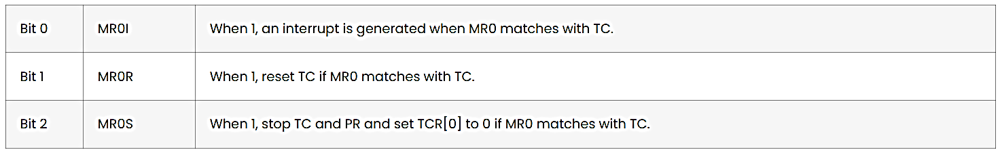 Bit 0 MR0I When 1, an interrupt is generated when MR0 matches with TC.
Bit 1 MR0R When 1, reset TC if MR0 matches with TC.
Bit 2 MR0S When 1, stop TC and PR and set TCR[0] to 0 if MR0 matches with TC.